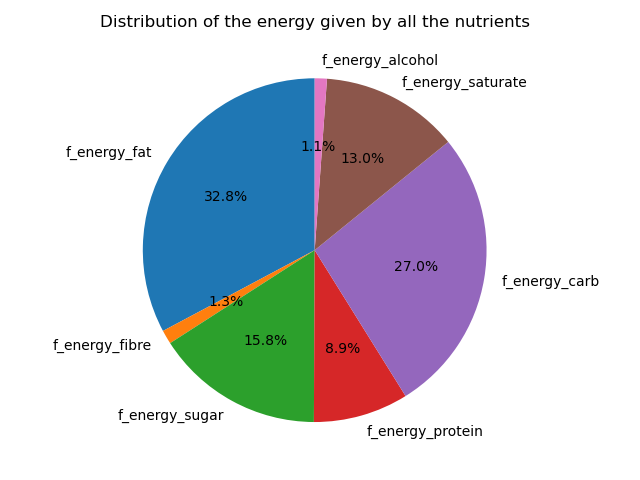 Distribution of the energy given by all the nutrients
f_energy_alcohol
f_energy_saturate
1.1%
f_energy_fat
13.0%
32.8%
27.0%
f_energy_carb
1.3%
15.8%
f_energy_fibre
8.9%
f_energy_sugar
f_energy_protein